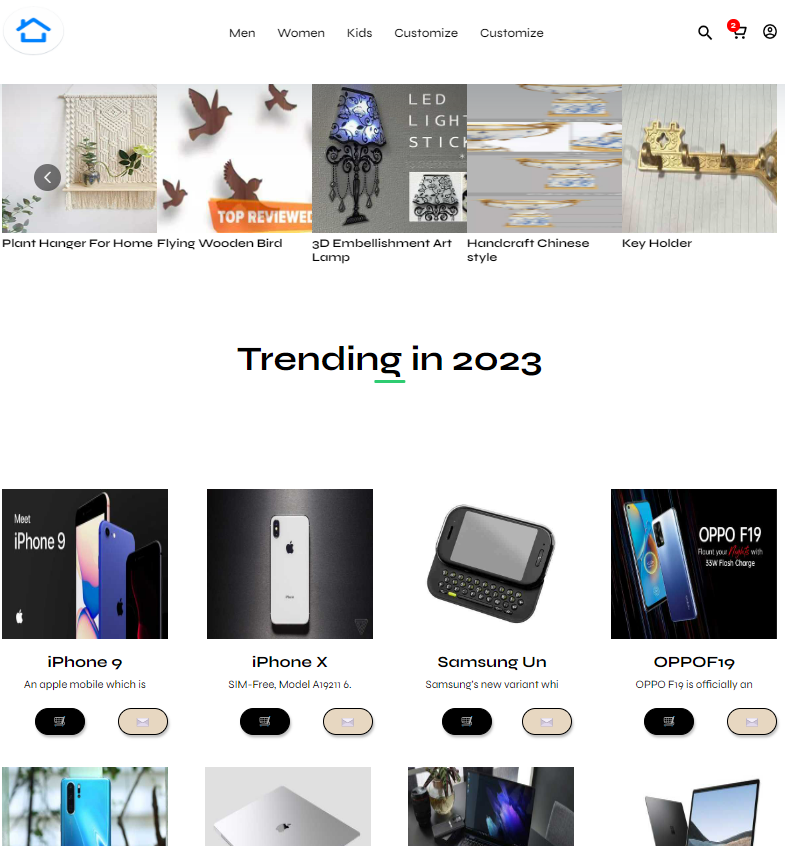 Men Women Kids Customize Customize
2
LED
LIGHT
STICK
TOP REVIEWED
Plant Hanger For Home Flying Wooden Bird 3D Embellishment Art Handcraft Chinese Key Holder
Lamp style
Trending in 2023
Meet
iPhone 9
OPPO F19
Flaunt your Nights with
33W Flash Charge
iPhone
iPhone 9 iPhone X Samsung Un OPPOF19
An apple mobile which is SIM-Free, Model A19211 6. Samsung's new variant whi OPPO F19 is officially an